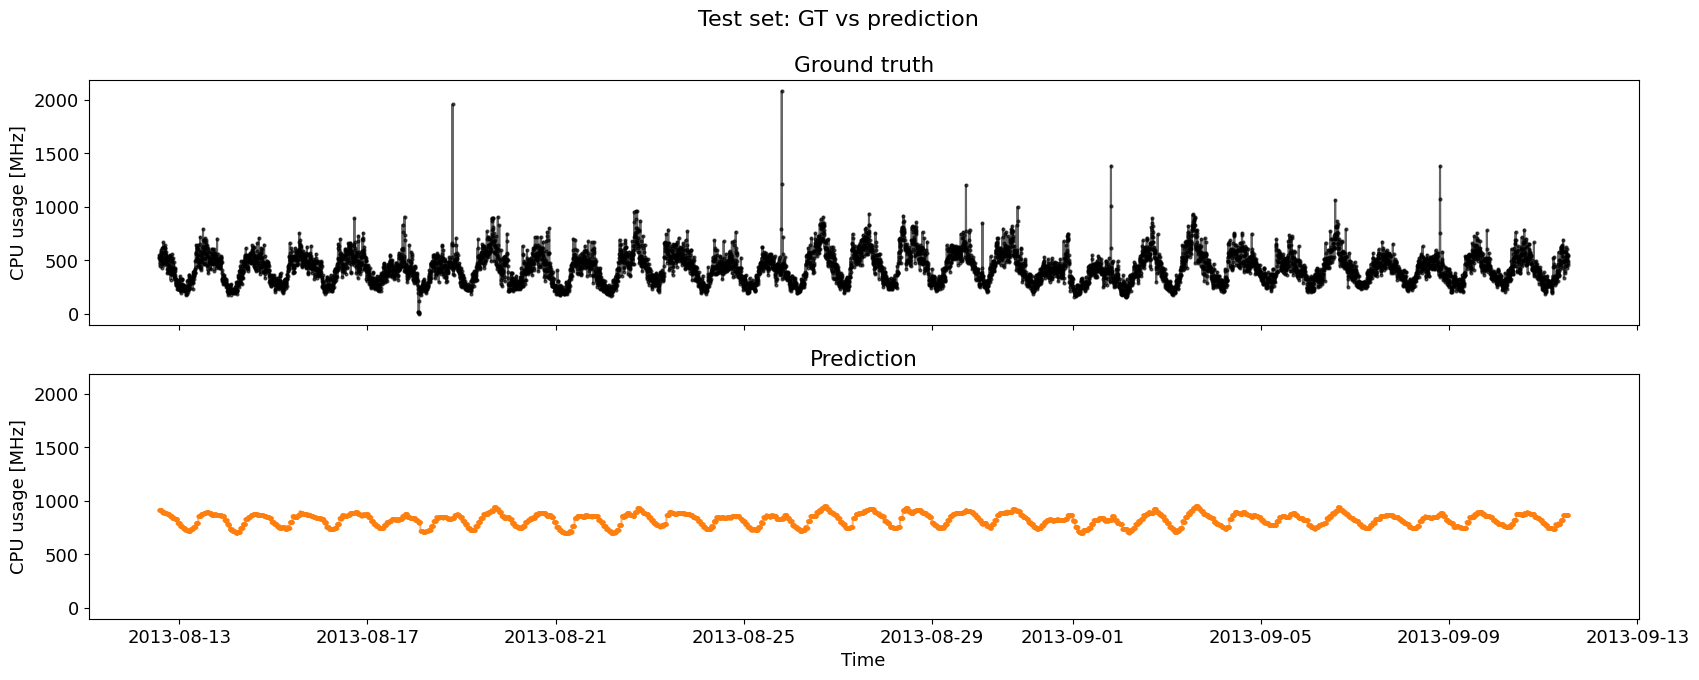 Test set: GT vs prediction
Ground truth
CPU usage [MHz]
2000
1500
1000
500
0
Prediction
CPU usage [MHz]
2000
1500
1000
500
0
2013-08-13 2013-08-17 2013-08-21 2013-08-25 2013-08-29 2013-09-01 2013-09-05 2013-09-09 2013-09-13
Time